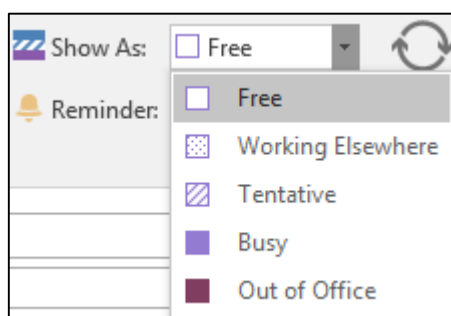 Show As: Free
Reminder:
Free
Working Elsewhere
Tentative
Busy
Out of Office